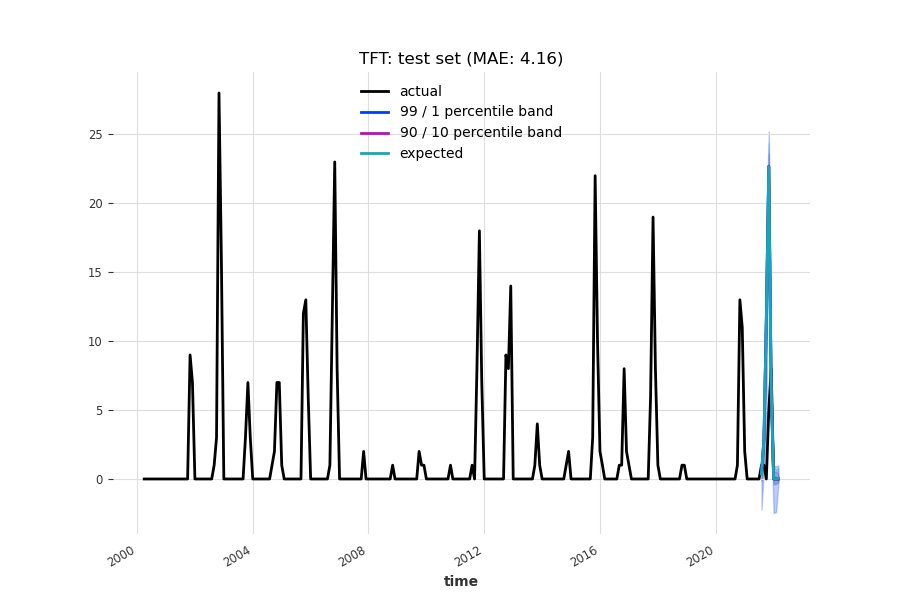 TFT: test set (MAE: 4.16)
actual
99 / 1 percentile band
90 / 10 percentile band
expected
25
20
15
10
5
0
2000
2004
2008
2012
2016
2020
time